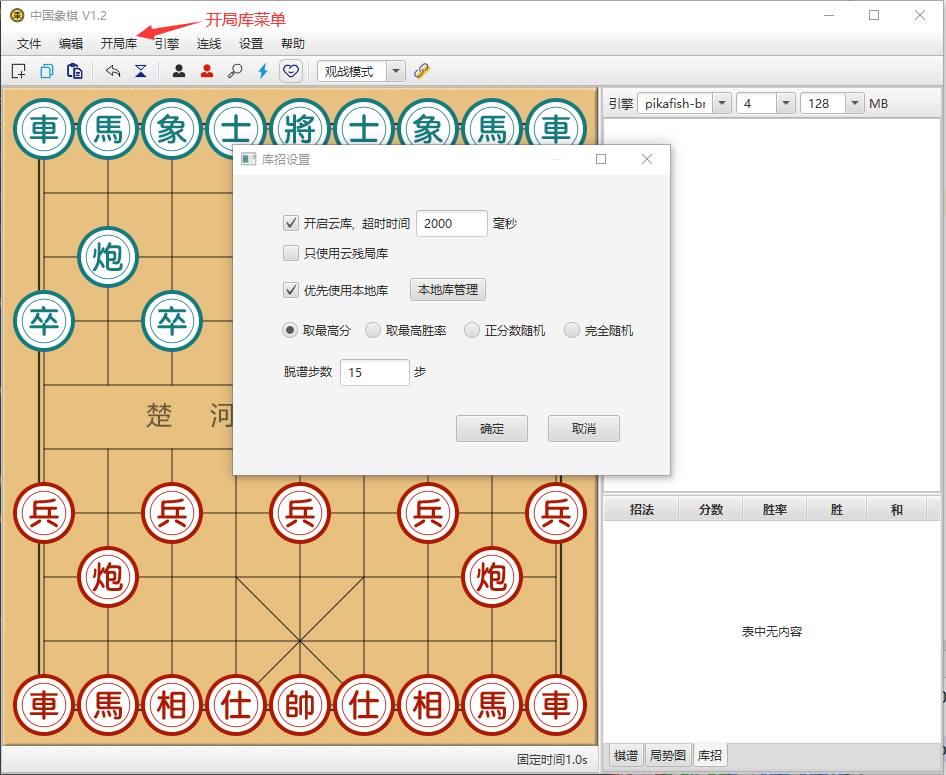 中国象棋 V1.2
开局库菜单
文件 编辑 开局库 引擎 连线 设置 帮助
观战模式
引擎 pikafish-br 4 128 MB
車 馬 象 士 將 士 象 馬 車
库招设置
开启云库，超时时间 2000 毫秒
只使用云残局库
优先使用本地库 本地库管理
取最高分 取最高胜率 正分数随机 完全随机
脱谱步数 15 步
确定 取消
炮
卒 卒
楚 河
兵 兵 兵 兵 兵
炮 炮
車 馬 相 仕 帥 仕 相 馬 車
招法 分数 胜率 胜 和
表中无内容
棋谱 局势图 库招
固定时间1.0s